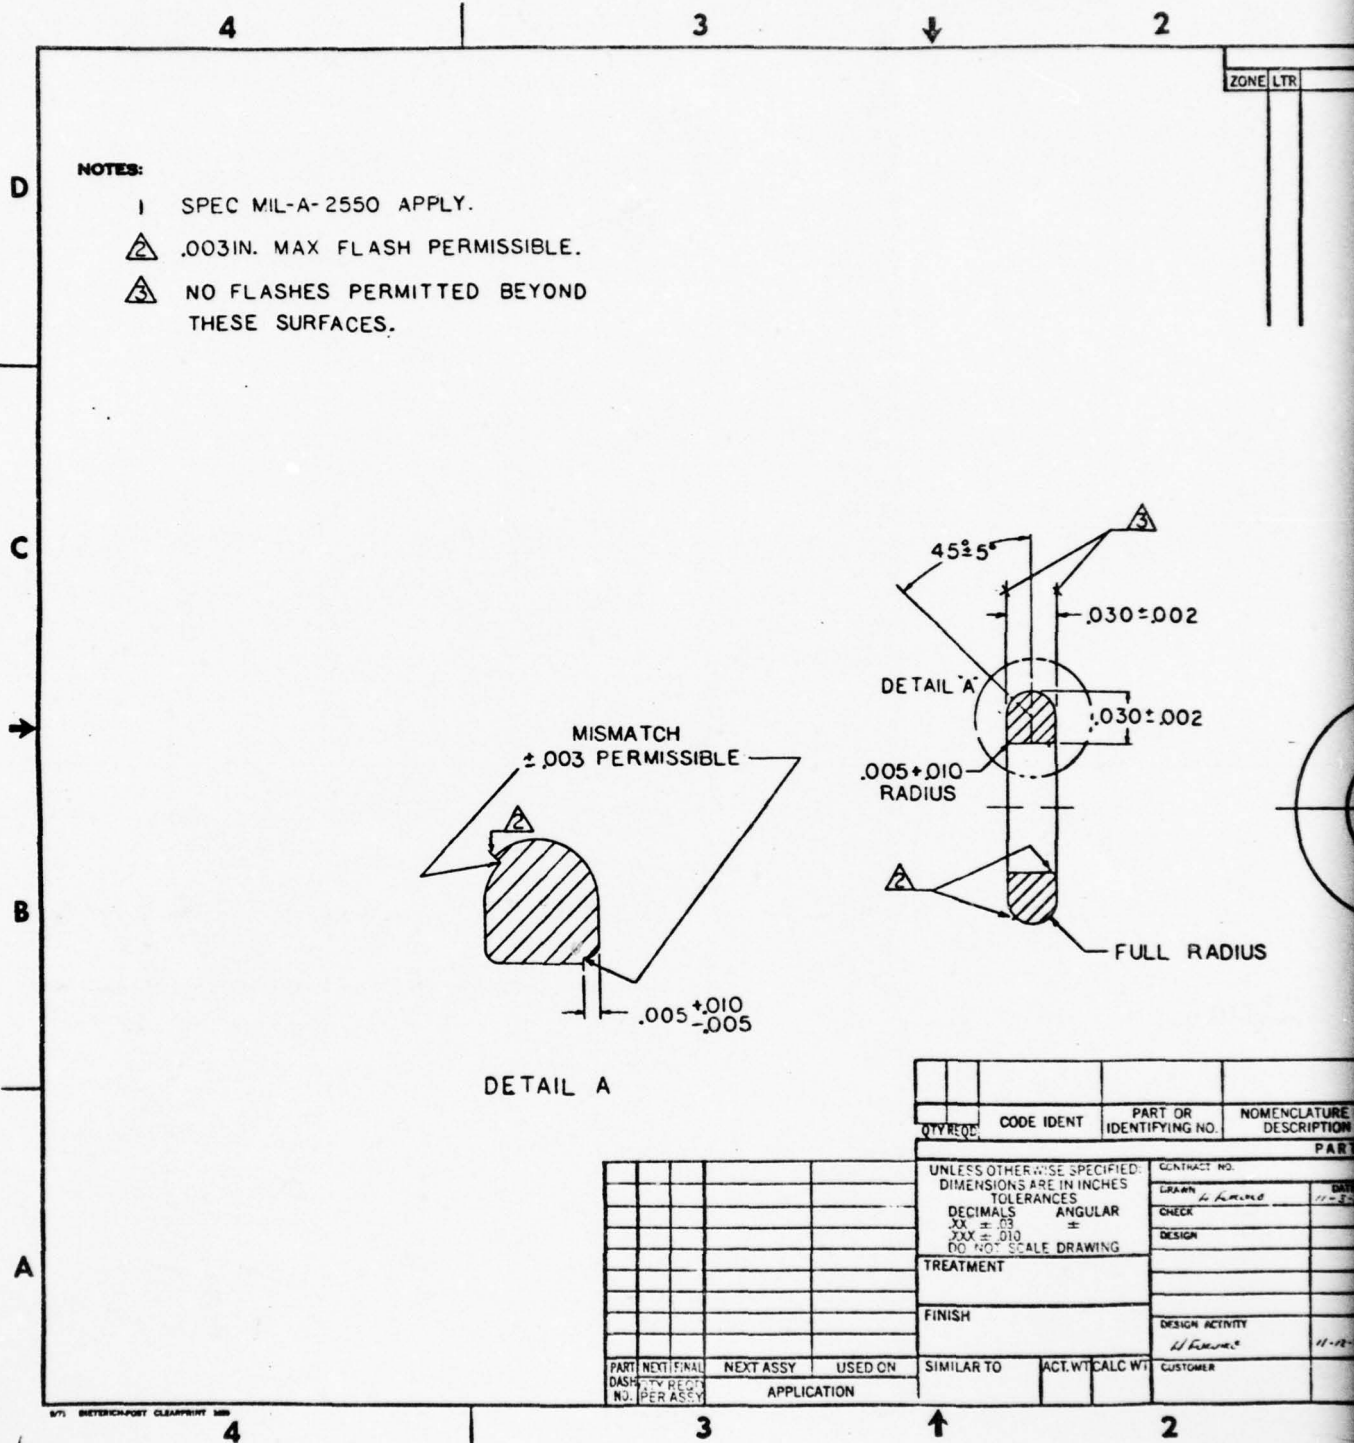 4 3 2
ZONE LTR
D
NOTES:
1 SPEC MIL-A-2550 APPLY.
2 .003IN. MAX FLASH PERMISSIBLE.
3 NO FLASHES PERMITTED BEYOND
THESE SURFACES.
C
3
45°±5°
.030±.002
DETAIL "A"
.030±.002
MISMATCH
±.003 PERMISSIBLE
.005+.010
RADIUS
2
2
B
FULL RADIUS
.005 +.010
-.005
DETAIL A
QTY REQD
CODE IDENT
PART OR
IDENTIFYING NO.
NOMENCLATURE
DESCRIPTION
PART
UNLESS OTHERWISE SPECIFIED:
DIMENSIONS ARE IN INCHES
TOLERANCES
DECIMALS ANGULAR
.XX ± .03 ±
.XXX ± .010
DO NOT SCALE DRAWING
CONTRACT NO.
DRAWN
DATE
CHECK
DESIGN
A
TREATMENT
FINISH
DESIGN ACTIVITY
PART
DASH
NO.
NEXT FINAL
QTY REQD
PER ASSY
NEXT ASSY
USED ON
APPLICATION
SIMILAR TO
ACT. WT
CALC WT
CUSTOMER
DIETERICH-POST CLEARPRINT
4 3 2